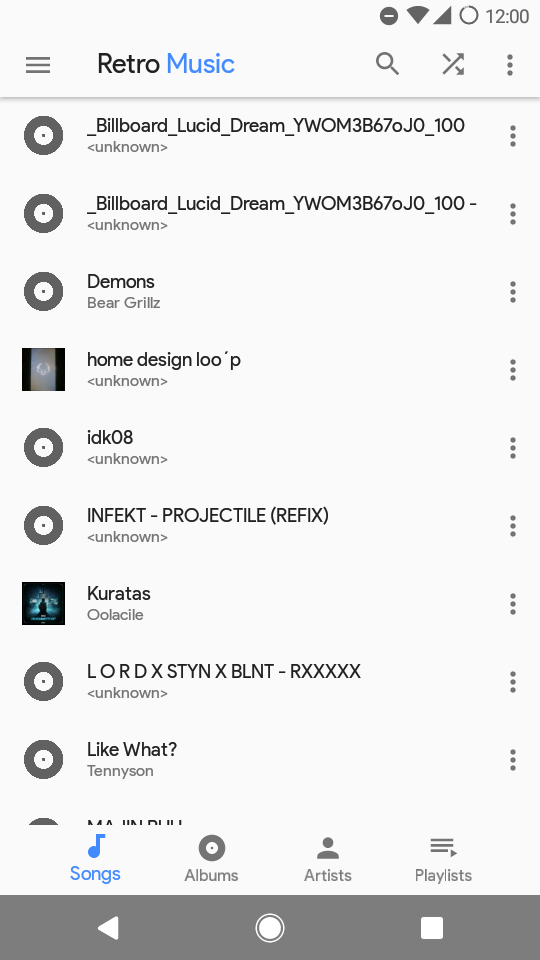 12:00
Retro Music
_Billboard_Lucid_Dream_YWOM3B67oJ0_100
<unknown>
_Billboard_Lucid_Dream_YWOM3B67oJ0_100 -
<unknown>
Demons
Bear Grillz
home design loo´p
<unknown>
idk08
<unknown>
INFEKT - PROJECTILE (REFIX)
<unknown>
Kuratas
Oolacile
L O R D X STYN X BLNT - RXXXXX
<unknown>
Like What?
Tennyson
Songs
Albums
Artists
Playlists